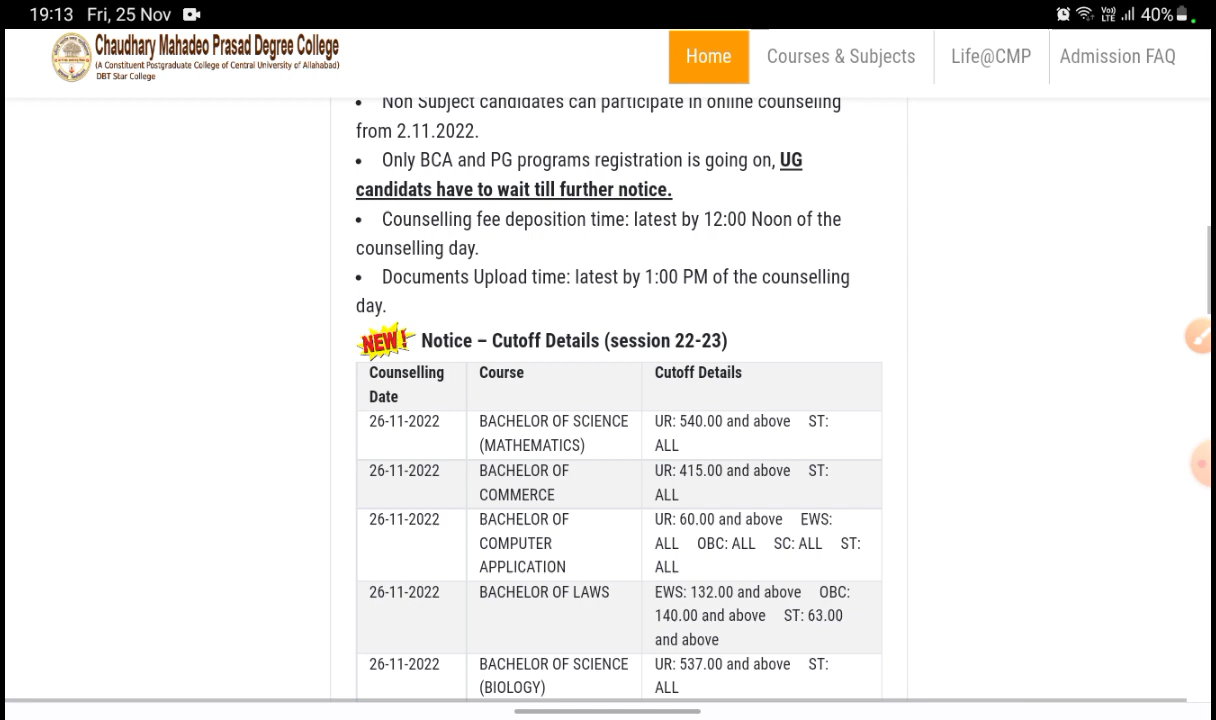 19:13 Fri, 25 Nov
Vo) LTE 40%
Chaudhary Mahadeo Prasad Degree College
(A Constituent Postgraduate College of Central University of Allahabad)
DBT Star College
Home Courses & Subjects Life@CMP Admission FAQ
• Non Subject candidates can participate in online counseling
from 2.11.2022.
• Only BCA and PG programs registration is going on, UG
candidats have to wait till further notice.
• Counselling fee deposition time: latest by 12:00 Noon of the
counselling day.
• Documents Upload time: latest by 1:00 PM of the counselling
day.
NEW! Notice – Cutoff Details (session 22-23)
Counselling Course Cutoff Details
Date
26-11-2022 BACHELOR OF SCIENCE UR: 540.00 and above ST:
(MATHEMATICS) ALL
26-11-2022 BACHELOR OF UR: 415.00 and above ST:
COMMERCE ALL
26-11-2022 BACHELOR OF UR: 60.00 and above EWS:
COMPUTER ALL OBC: ALL SC: ALL ST:
APPLICATION ALL
26-11-2022 BACHELOR OF LAWS EWS: 132.00 and above OBC:
140.00 and above ST: 63.00
and above
26-11-2022 BACHELOR OF SCIENCE UR: 537.00 and above ST:
(BIOLOGY) ALL